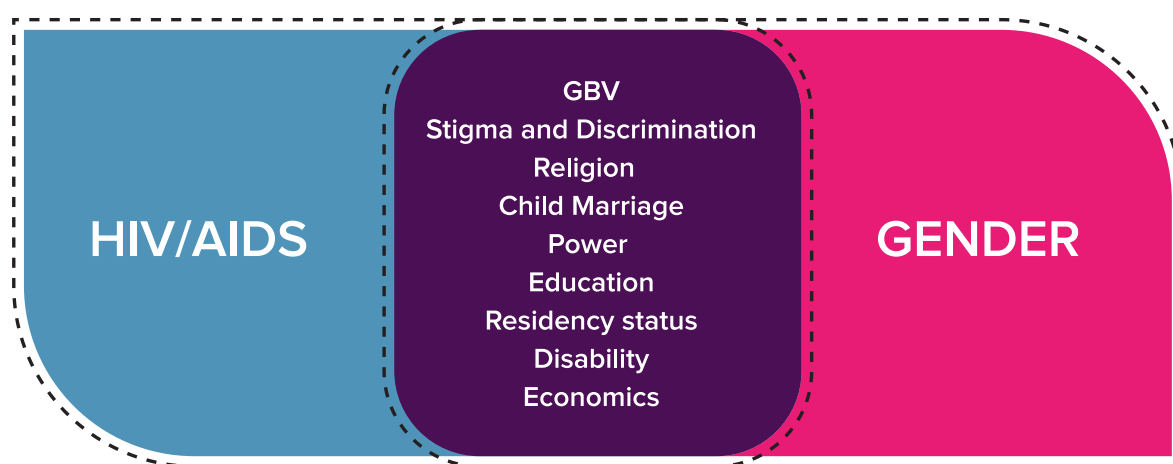 HIV/AIDS
GBV
Stigma and Discrimination
Religion
Child Marriage
Power
Education
Residency status
Disability
Economics
GENDER